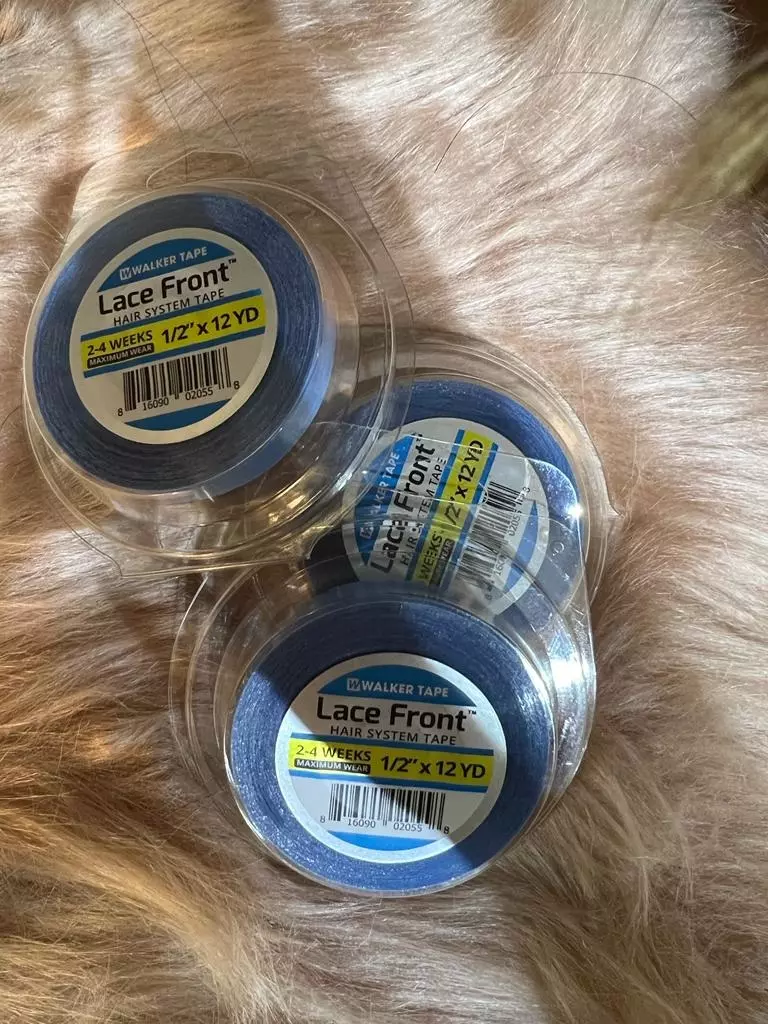 WALKER TAPE
Lace Front™
HAIR SYSTEM TAPE
2-4 WEEKS
MAXIMUM WEAR
1/2" x 12 YD
8 16090 02055 8
WALKER TAPE
Lace Front™
HAIR SYSTEM TAPE
WEEKS
1/2" x 12 YD
WALKER TAPE
Lace Front™
HAIR SYSTEM TAPE
2-4 WEEKS
MAXIMUM WEAR
1/2" x 12 YD
8 16090 02055 8